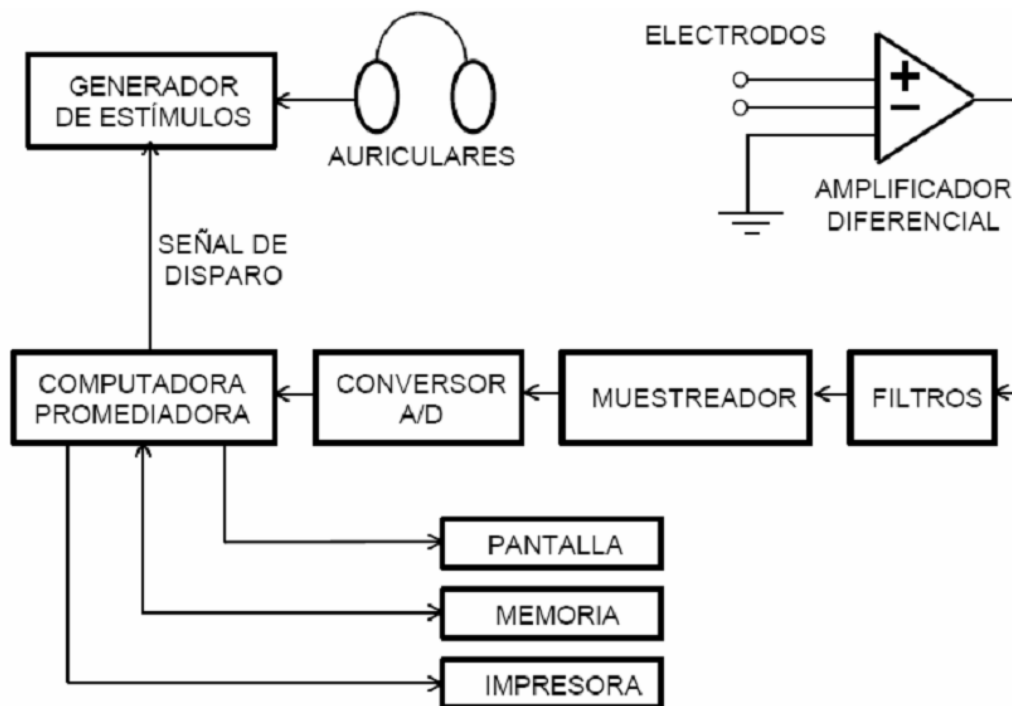 GENERADOR
DE ESTÍMULOS
AURICULARES
ELECTRODOS
+
−
AMPLIFICADOR
DIFERENCIAL
SEÑAL DE
DISPARO
COMPUTADORA
PROMEDIADORA
CONVERSOR
A/D
MUESTREADOR
FILTROS
PANTALLA
MEMORIA
IMPRESORA